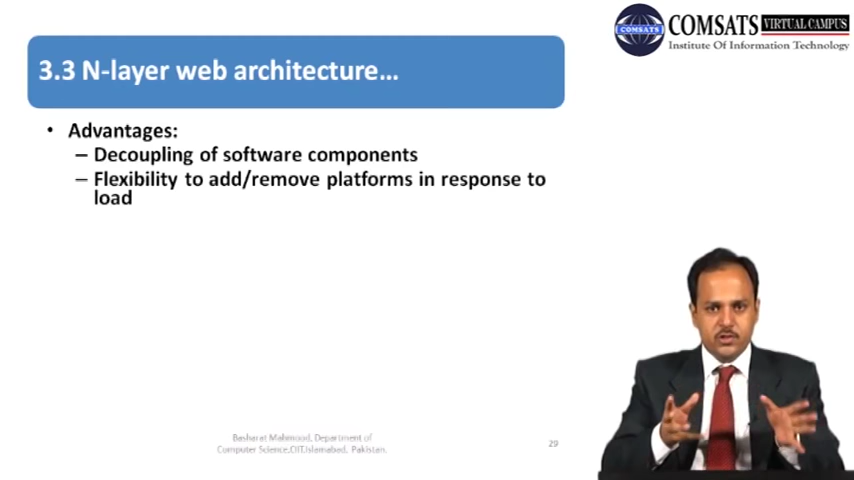 COMSATS VIRTUAL CAMPUS
COMSATS
Institute Of Information Technology
3.3 N-layer web architecture...
• Advantages:
– Decoupling of software components
– Flexibility to add/remove platforms in response to
load
Basharat Mahmood, Department of
Computer Science,CIIT,Islamabad, Pakistan.
29